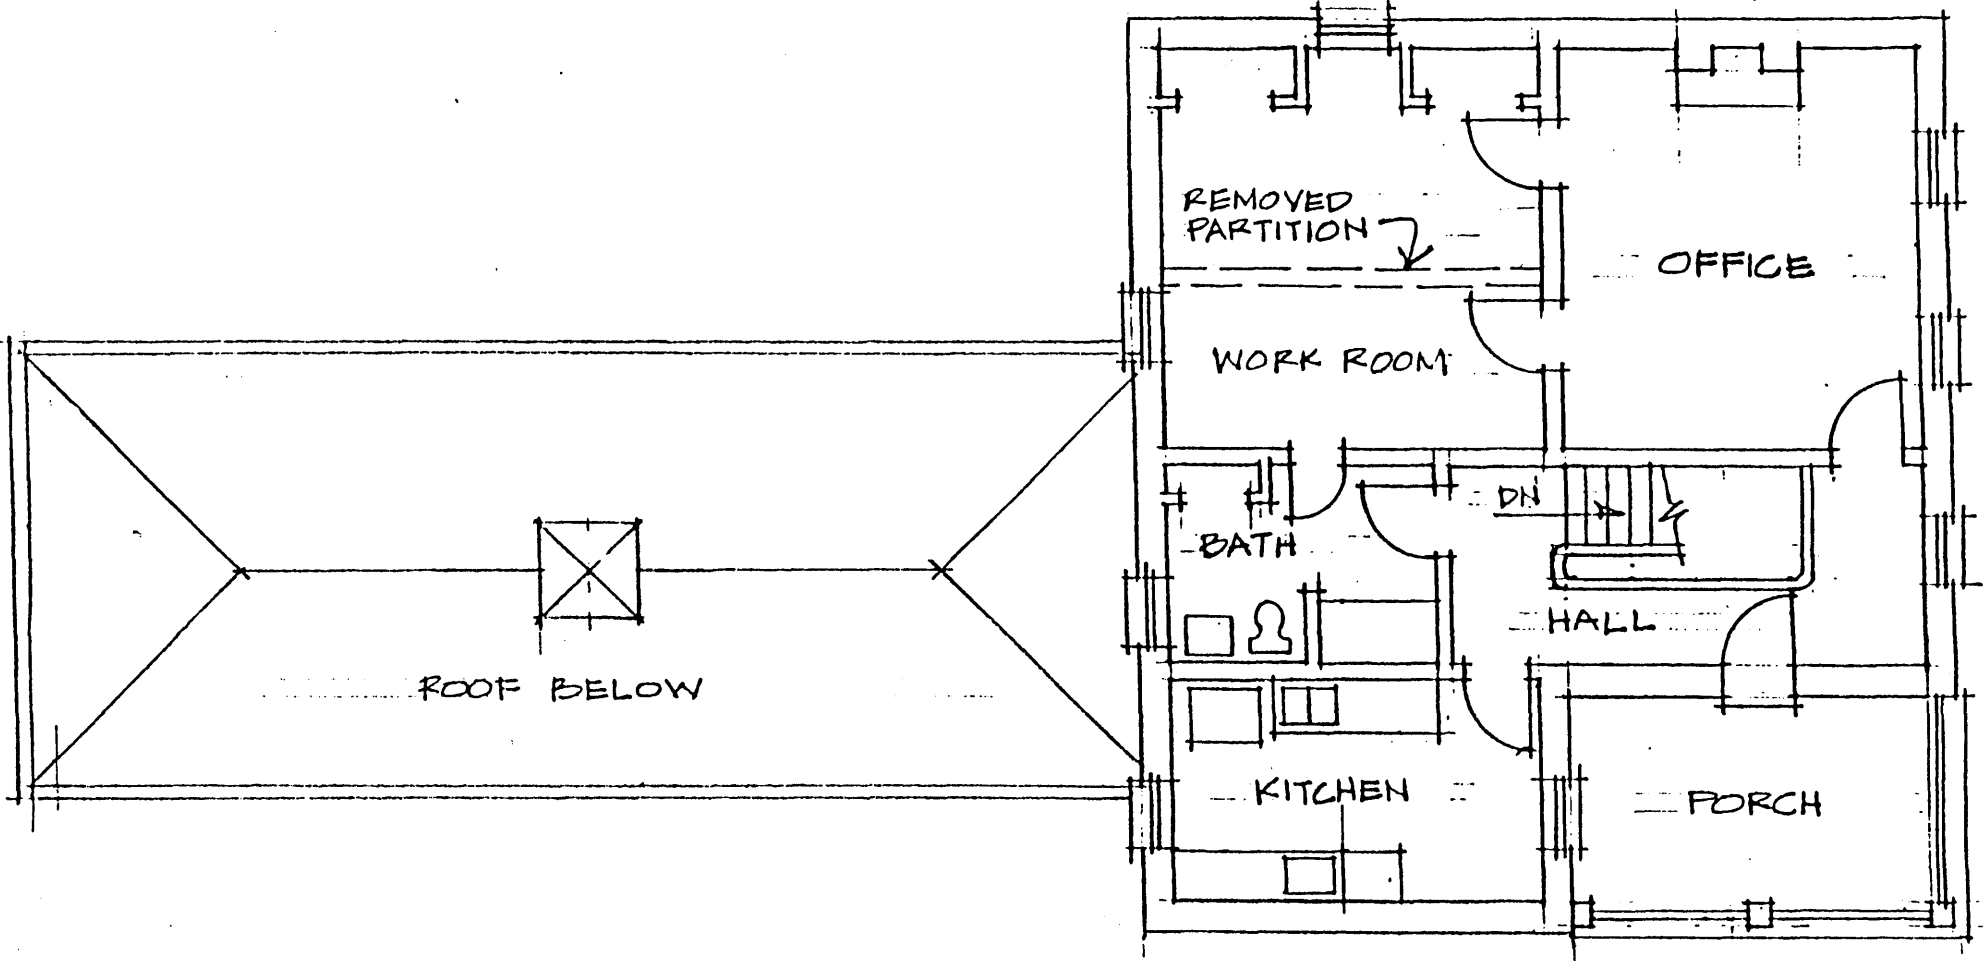 REMOVED
PARTITION
OFFICE
WORK ROOM
DN
BATH
HALL
ROOF BELOW
KITCHEN
PORCH